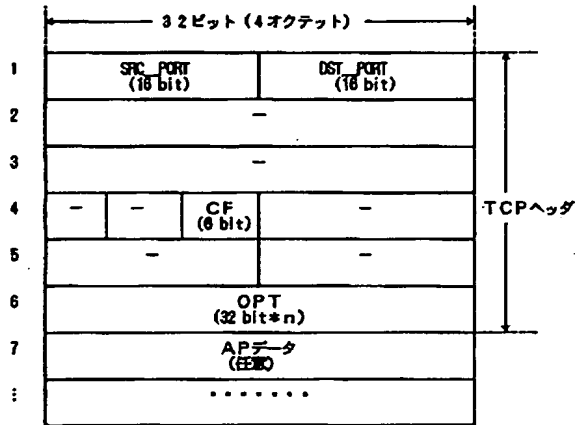 32ビット(4オクテット)
1
SRC_PORT
(16 bit)
DST_PORT
(16 bit)
2
−
3
−
4
− − CF
(6 bit)
−
TCPヘッダ
5
− −
6
OPT
(32 bit*n)
7
APデータ
(任意)
⋮
・・・・・・・